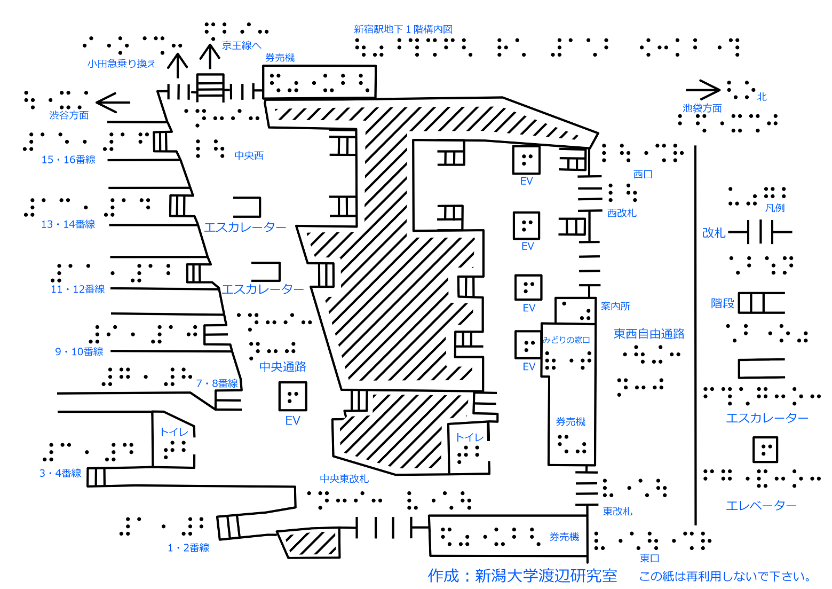 新宿駅地下1階構内図
京王線へ
小田急乗り換え
券売機
渋谷方面
北
池袋方面
15・16番線
中央西
西口
EV
西改札
凡例
13・14番線
エスカレーター
EV
改札
11・12番線
エスカレーター
EV
案内所
階段
9・10番線
みどりの窓口
東西自由通路
中央通路
EV
7・8番線
EV
エスカレーター
トイレ
トイレ
券売機
3・4番線
中央東改札
東改札
エレベーター
1・2番線
券売機
東口
作成：新潟大学渡辺研究室
この紙は再利用しないで下さい。